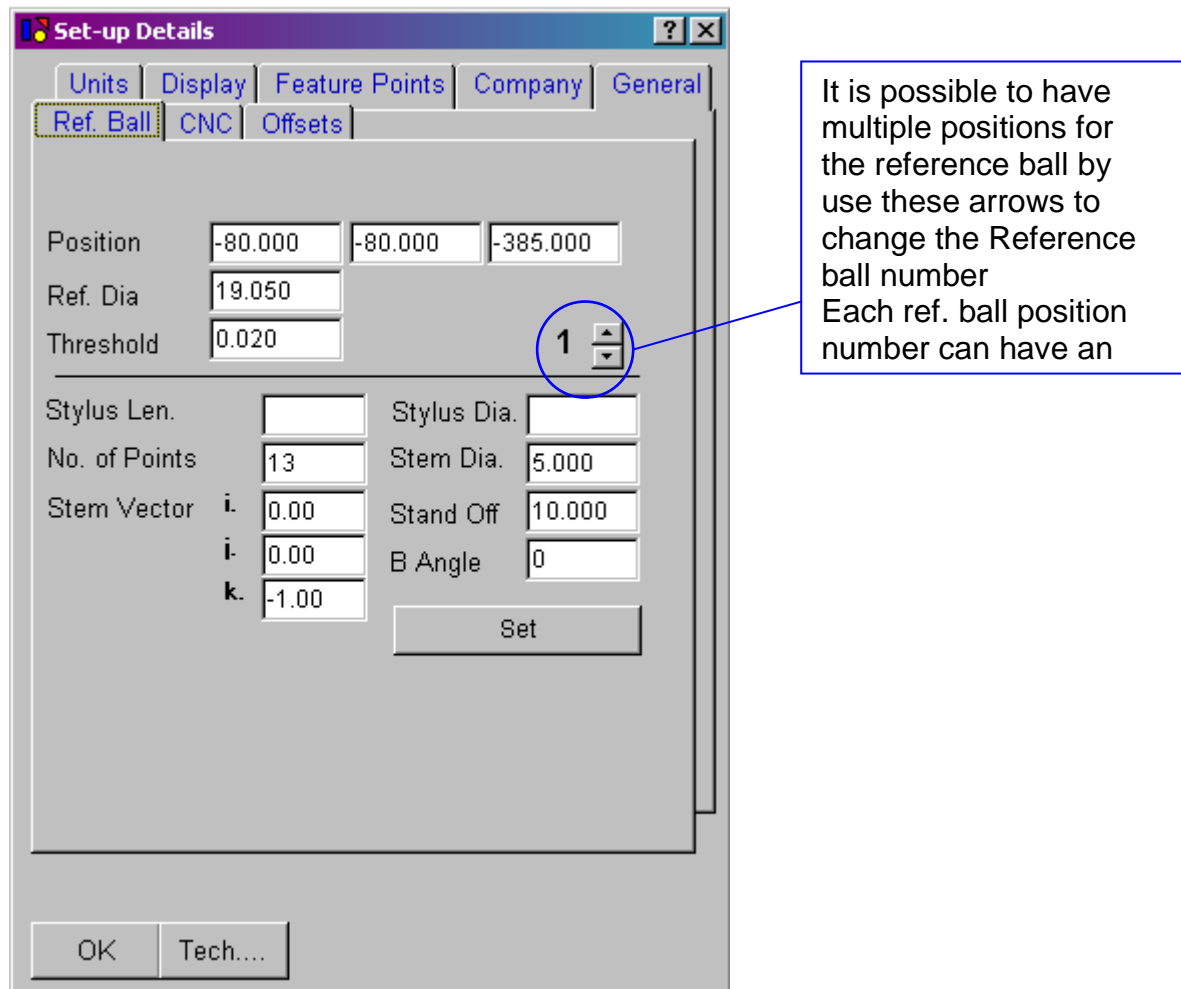 Set-up Details
Units Display Feature Points Company General
Ref. Ball CNC Offsets
Position -80.000 -80.000 -385.000
Ref. Dia 19.050
Threshold 0.020
1
Stylus Len. Stylus Dia.
No. of Points 13 Stem Dia. 5.000
Stem Vector i. 0.00 Stand Off 10.000
j. 0.00 B Angle 0
k. -1.00
Set
OK Tech....
It is possible to have
multiple positions for
the reference ball by
use these arrows to
change the Reference
ball number
Each ref. ball position
number can have an